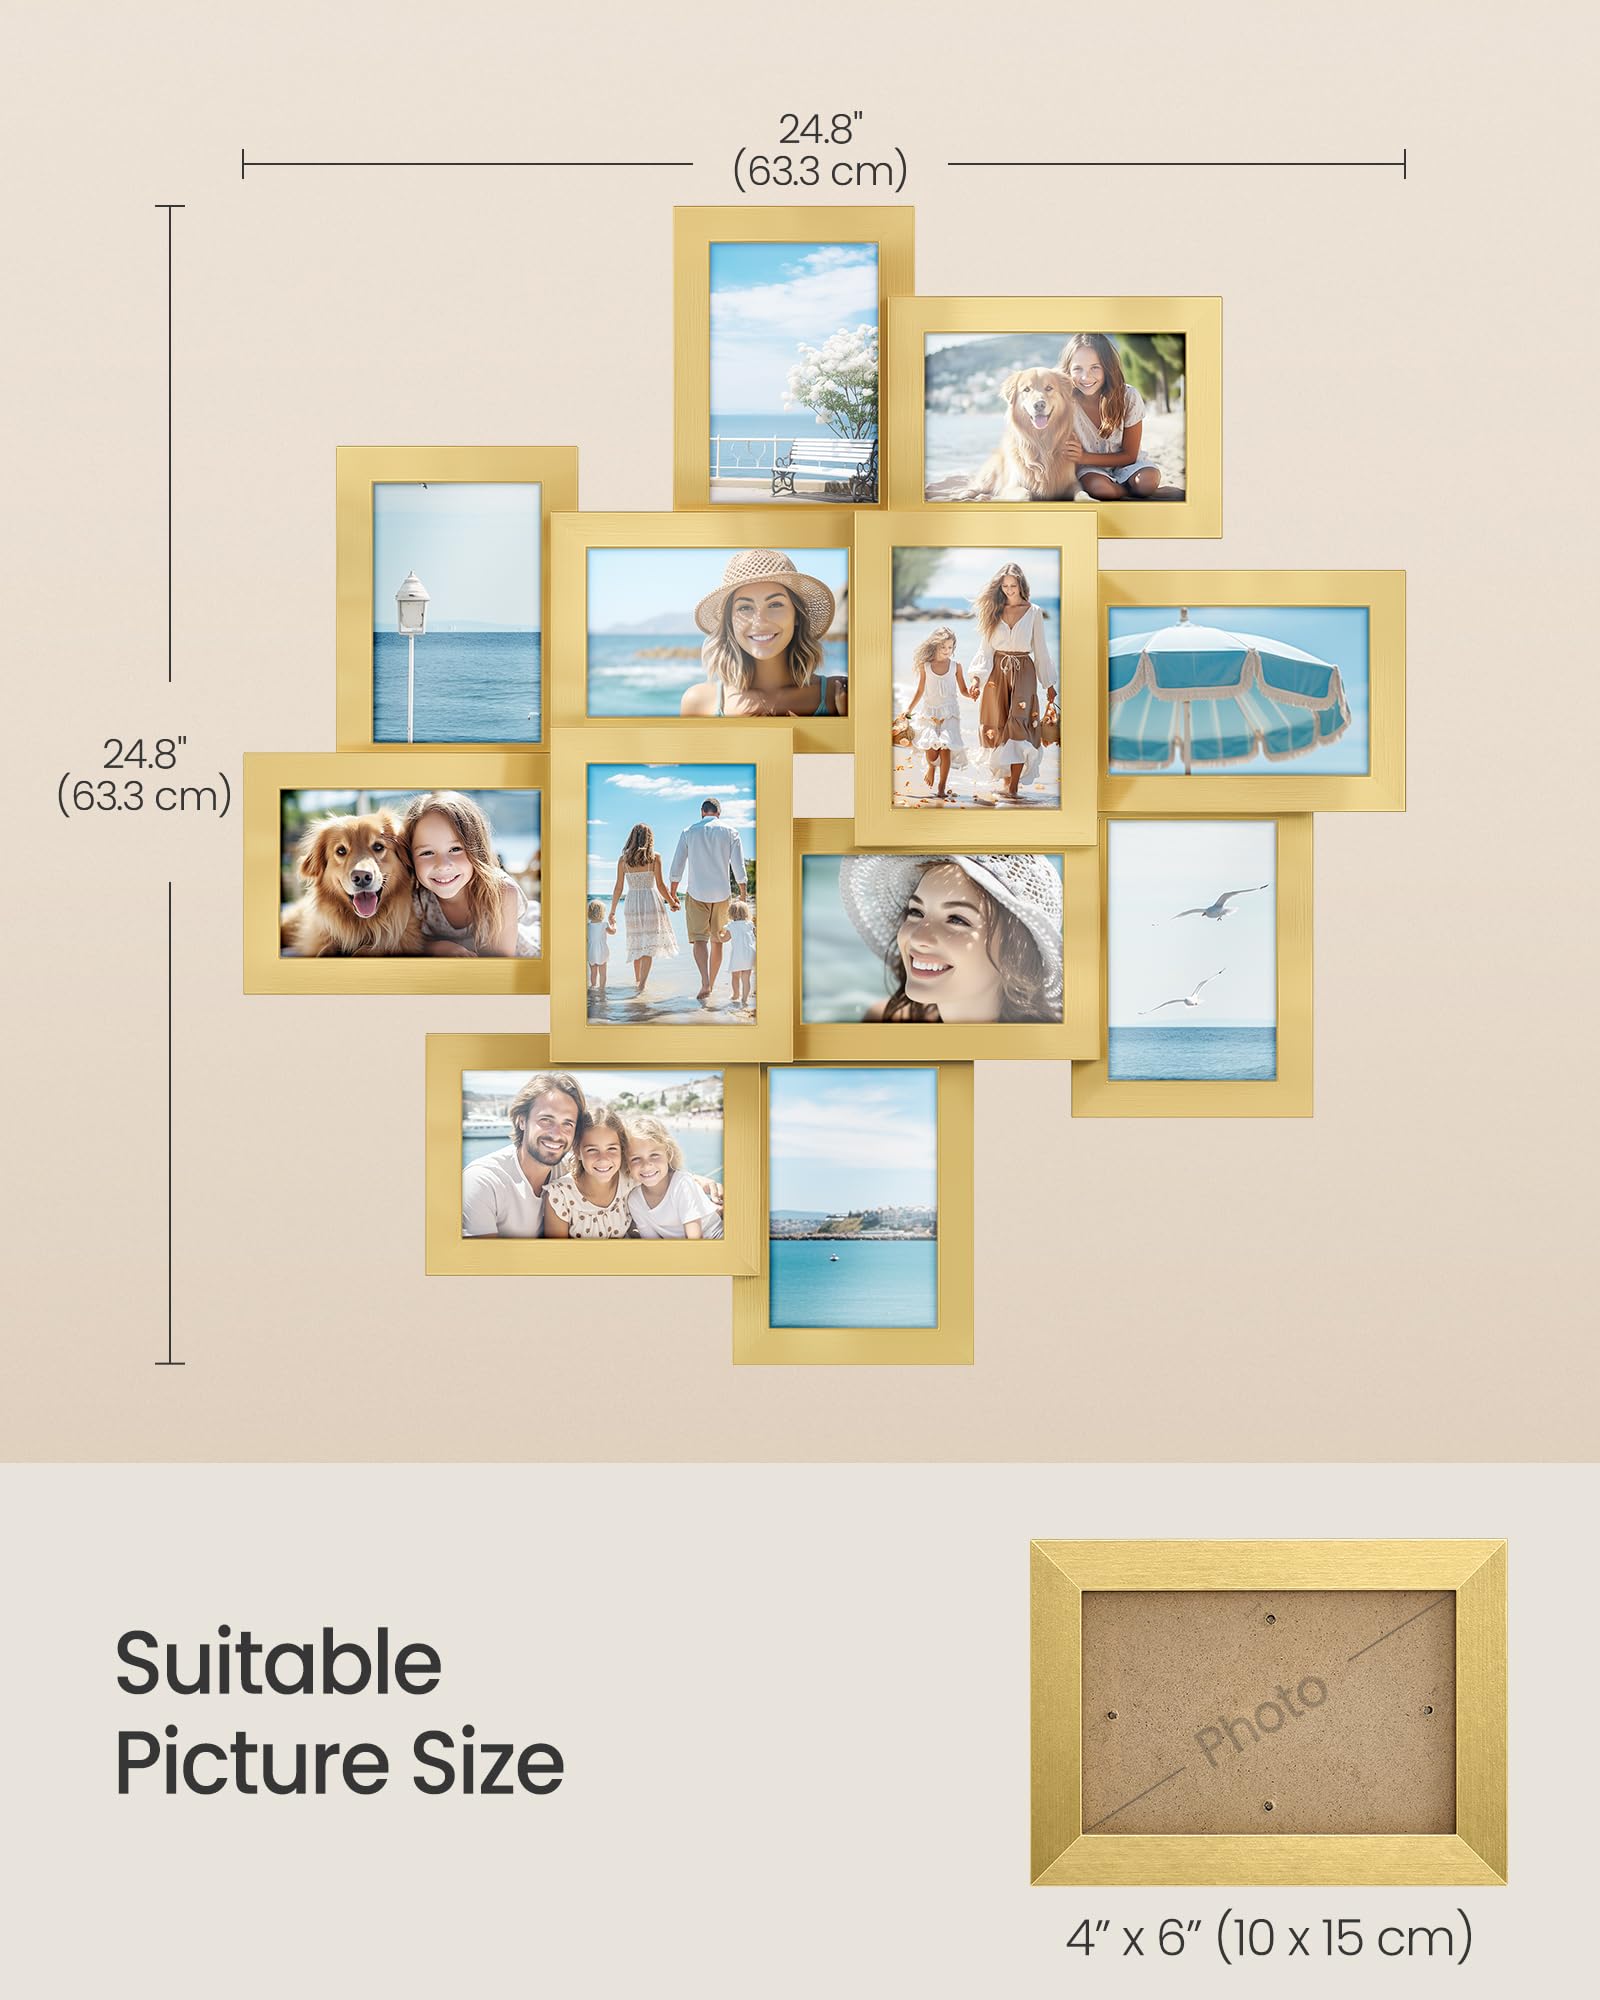 24.8"
(63.3 cm)
24.8"
(63.3 cm)
Suitable
Picture Size
Photo
4” x 6” (10 x 15 cm)